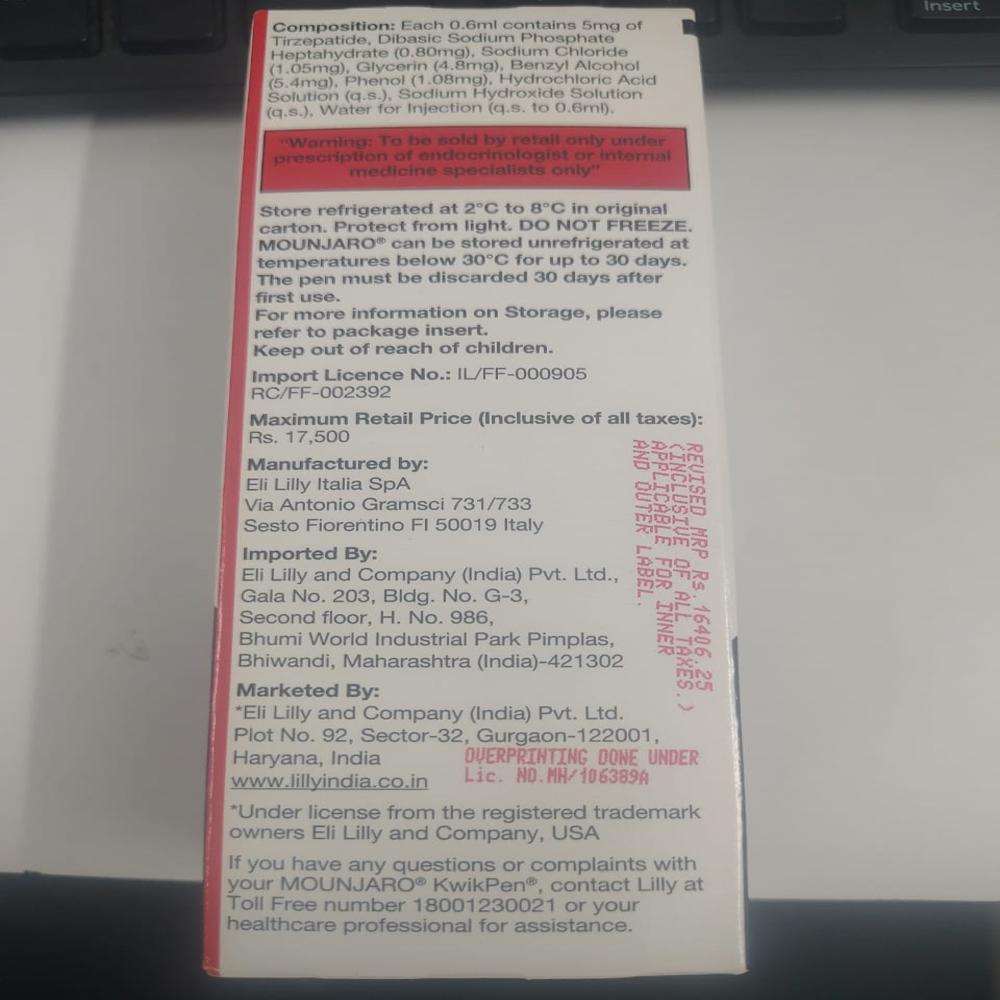 Insert
Composition: Each 0.6ml contains 5mg of
Tirzepatide, Dibasic Sodium Phosphate
Heptahydrate (0.80mg), Sodium Chloride
(1.05mg), Glycerin (4.8mg), Benzyl Alcohol
(5.4mg), Phenol (1.08mg), Hydrochloric Acid
Solution (q.s.), Sodium Hydroxide Solution
(q.s.), Water for Injection (q.s. to 0.6ml).
"Warning: To be sold by retail only under
prescription of endocrinologist or internal
medicine specialists only"
Store refrigerated at 2°C to 8°C in original
carton. Protect from light. DO NOT FREEZE.
MOUNJARO® can be stored unrefrigerated at
temperatures below 30°C for up to 30 days.
The pen must be discarded 30 days after
first use.
For more information on Storage, please
refer to package insert.
Keep out of reach of children.
Import Licence No.: IL/FF-000905
RC/FF-002392
Maximum Retail Price (Inclusive of all taxes):
Rs. 17,500
Manufactured by:
Eli Lilly Italia SpA
Via Antonio Gramsci 731/733
Sesto Fiorentino FI 50019 Italy
Imported By:
Eli Lilly and Company (India) Pvt. Ltd.,
Gala No. 203, Bldg. No. G-3,
Second floor, H. No. 986,
Bhumi World Industrial Park Pimplas,
Bhiwandi, Maharashtra (India)-421302
REVISED MRP Rs.16406.25
(INCLUSIVE OF ALL TAXES.)
APPLICABLE FOR INNER
AND OUTER LABEL.
Marketed By:
*Eli Lilly and Company (India) Pvt. Ltd.
Plot No. 92, Sector-32, Gurgaon-122001,
Haryana, India
www.lillyindia.co.in
OVERPRINTING DONE UNDER
Lic. NO.MH/106389A
*Under license from the registered trademark
owners Eli Lilly and Company, USA
If you have any questions or complaints with
your MOUNJARO® KwikPen®, contact Lilly at
Toll Free number 18001230021 or your
healthcare professional for assistance.